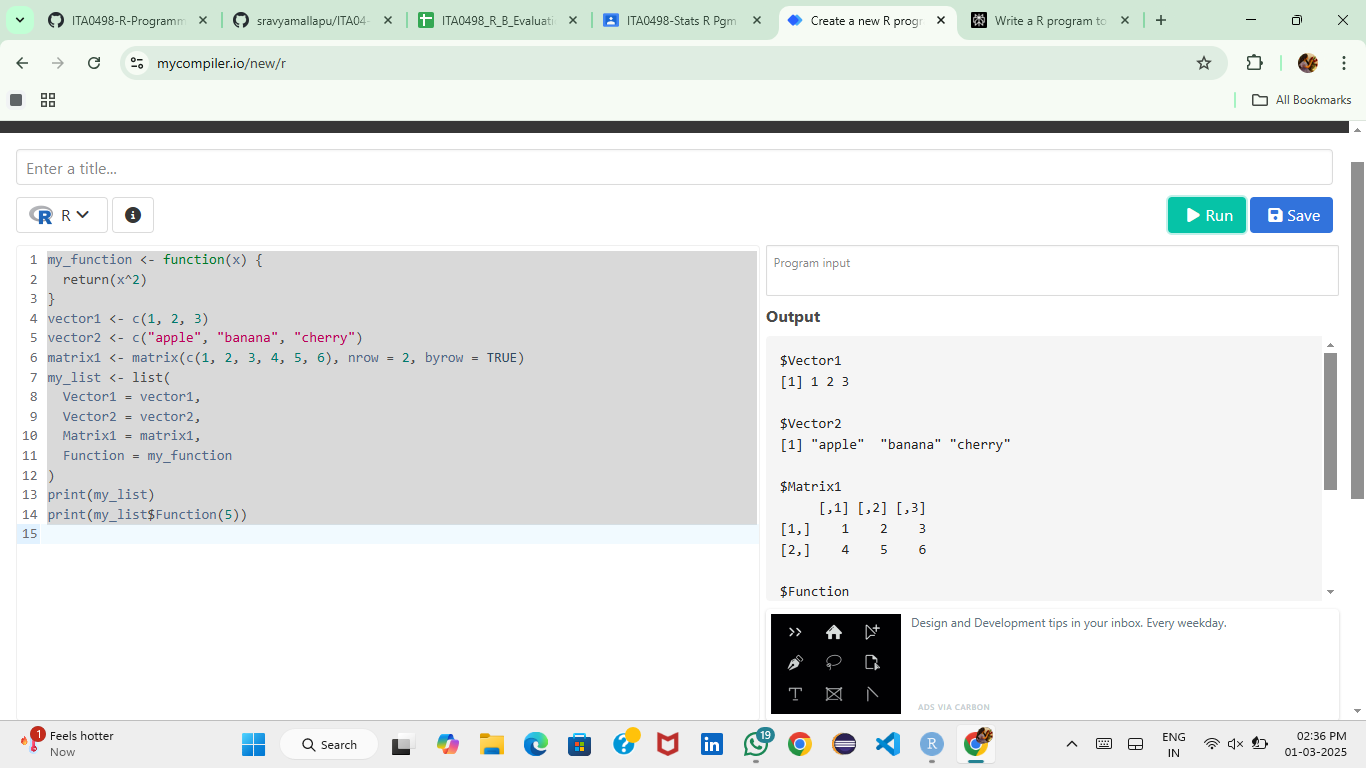 ITA0498-R-Programm
sravyamallapu/ITA04-
ITA0498_R_B_Evaluati
ITA0498-Stats R Pgm
Create a new R progr
Write a R program to
mycompiler.io/new/r
All Bookmarks
Enter a title...
R
Run
Save
1 my_function <- function(x) {
2   return(x^2)
3 }
4 vector1 <- c(1, 2, 3)
5 vector2 <- c("apple", "banana", "cherry")
6 matrix1 <- matrix(c(1, 2, 3, 4, 5, 6), nrow = 2, byrow = TRUE)
7 my_list <- list(
8   Vector1 = vector1,
9   Vector2 = vector2,
10   Matrix1 = matrix1,
11   Function = my_function
12 )
13 print(my_list)
14 print(my_list$Function(5))
15
Program input
Output
$Vector1
[1] 1 2 3
$Vector2
[1] "apple"  "banana" "cherry"
$Matrix1
     [,1] [,2] [,3]
[1,]    1    2    3
[2,]    4    5    6
$Function
Design and Development tips in your inbox. Every weekday.
ADS VIA CARBON
1
Feels hotter
Now
Search
19
ENG
IN
02:36 PM
01-03-2025